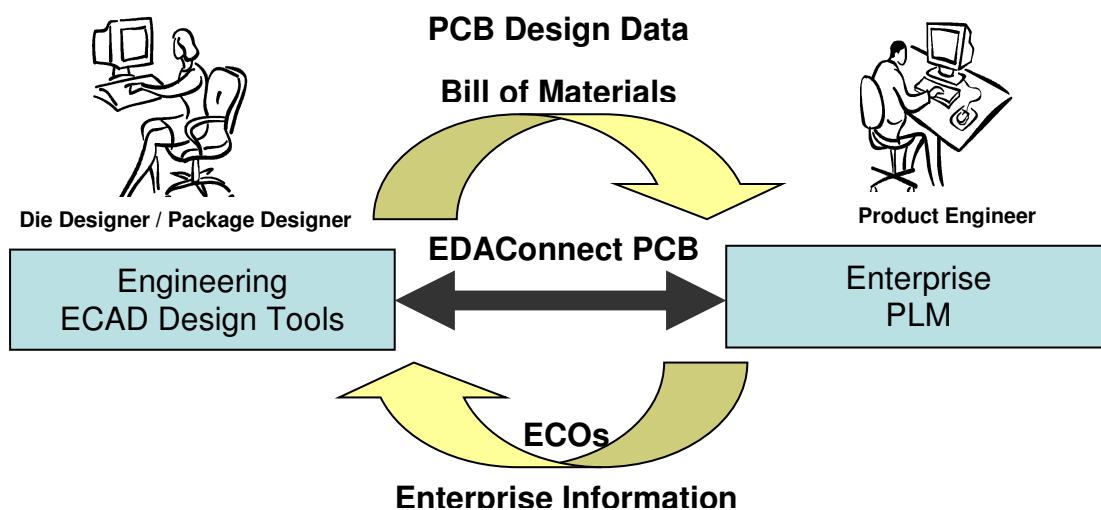 PCB Design Data
Bill of Materials
Die Designer / Package Designer
Product Engineer
EDAConnect PCB
Engineering
ECAD Design Tools
Enterprise
PLM
ECOs
Enterprise Information